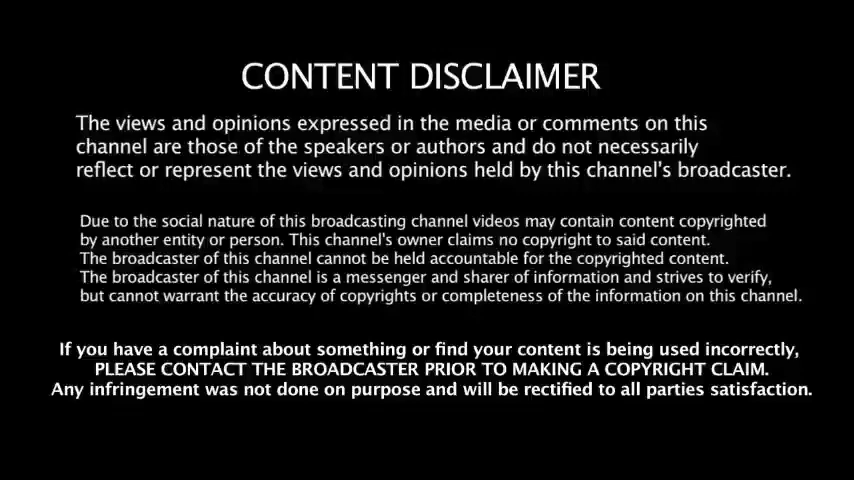 CONTENT DISCLAIMER
The views and opinions expressed in the media or comments on this
channel are those of the speakers or authors and do not necessarily
reflect or represent the views and opinions held by this channel's broadcaster.
Due to the social nature of this broadcasting channel videos may contain content copyrighted
by another entity or person. This channel's owner claims no copyright to said content.
The broadcaster of this channel cannot be held accountable for the copyrighted content.
The broadcaster of this channel is a messenger and sharer of information and strives to verify,
but cannot warrant the accuracy of copyrights or completeness of the information on this channel.
If you have a complaint about something or find your content is being used incorrectly,
PLEASE CONTACT THE BROADCASTER PRIOR TO MAKING A COPYRIGHT CLAIM.
Any infringement was not done on purpose and will be rectified to all parties satisfaction.